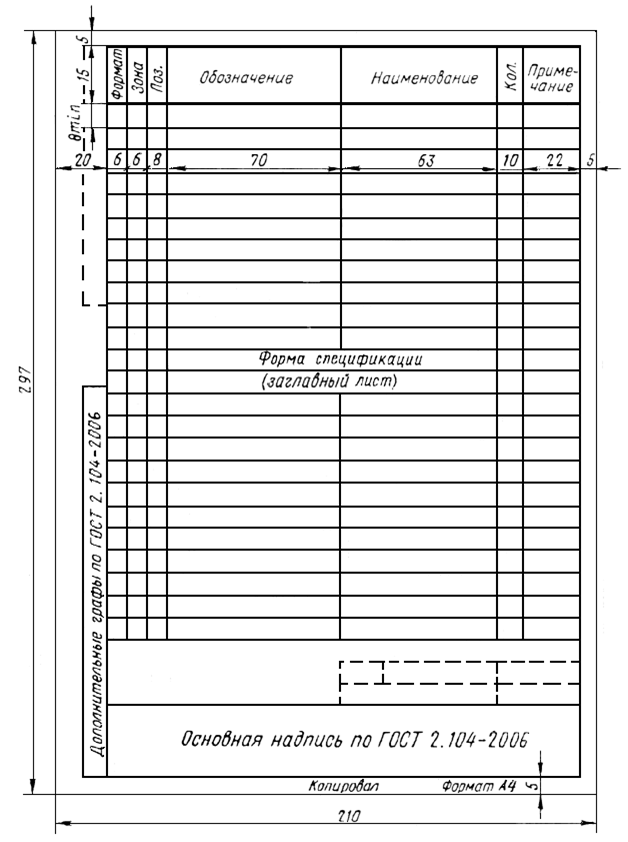 5
15
8min
Формат
Зона
Поз.
Обозначение
Наименование
Кол.
Приме-
чание
20
6
6
8
70
63
10
22
5
297
Форма спецификации
(заглавный лист)
Дополнительные графы по ГОСТ 2.104-2006
Основная надпись по ГОСТ 2.104-2006
Копировал
Формат А4
5
210